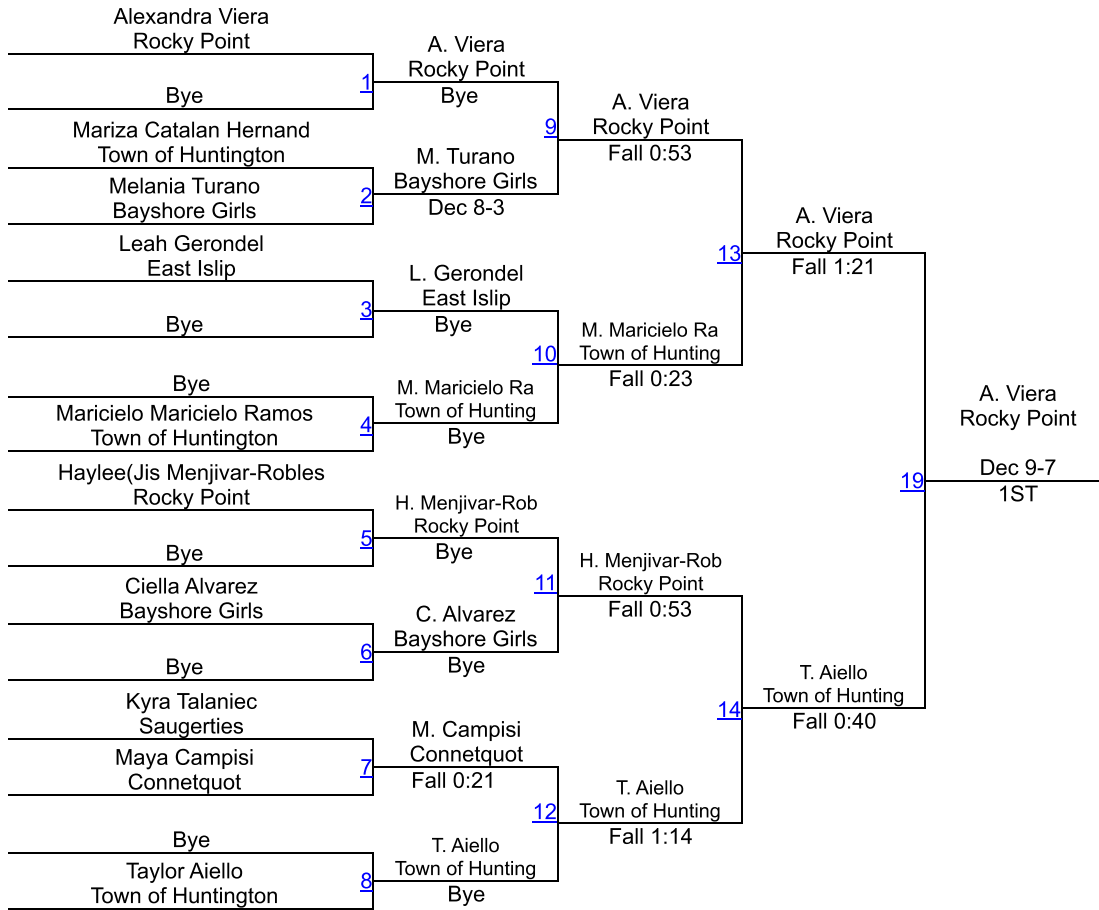 Alexandra Viera
Rocky Point
1
Bye
Mariza Catalan Hernand
Town of Huntington
2
Melania Turano
Bayshore Girls
Leah Gerondel
East Islip
3
Bye
Bye
4
Maricielo Maricielo Ramos
Town of Huntington
Haylee(Jis Menjivar-Robles
Rocky Point
5
Bye
Ciella Alvarez
Bayshore Girls
6
Bye
Kyra Talaniec
Saugerties
7
Maya Campisi
Connetquot
Bye
8
Taylor Aiello
Town of Huntington
A. Viera
Rocky Point
Bye
9
M. Turano
Bayshore Girls
Dec 8-3
L. Gerondel
East Islip
Bye
10
M. Maricielo Ra
Town of Hunting
Bye
H. Menjivar-Rob
Rocky Point
Bye
11
C. Alvarez
Bayshore Girls
Bye
M. Campisi
Connetquot
Fall 0:21
12
T. Aiello
Town of Hunting
Bye
A. Viera
Rocky Point
Fall 0:53
13
M. Maricielo Ra
Town of Hunting
Fall 0:23
H. Menjivar-Rob
Rocky Point
Fall 0:53
14
T. Aiello
Town of Hunting
Fall 1:14
A. Viera
Rocky Point
Fall 1:21
19
T. Aiello
Town of Hunting
Fall 0:40
A. Viera
Rocky Point
Dec 9-7
1ST